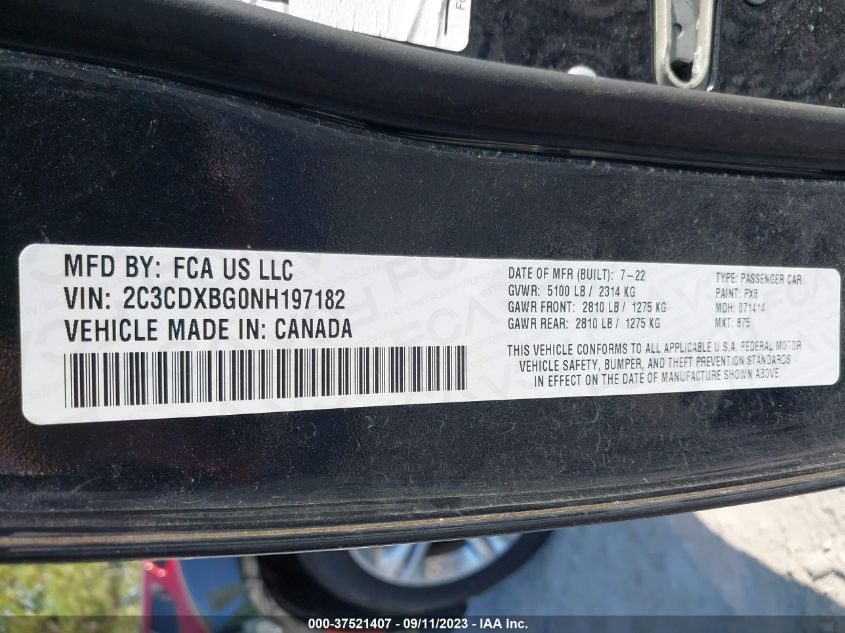 MFD BY: FCA US LLC
VIN: 2C3CDXBG0NH197182
VEHICLE MADE IN: CANADA
DATE OF MFR (BUILT): 7-22
GVWR: 5100 LB / 2314 KG
GAWR FRONT: 2810 LB / 1275 KG
GAWR REAR: 2810 LB / 1275 KG
TYPE: PASSENGER CAR
PAINT: PX8
MDH: 071414
MKT: 875
THIS VEHICLE CONFORMS TO ALL APPLICABLE U.S.A. FEDERAL MOTOR
VEHICLE SAFETY, BUMPER, AND THEFT PREVENTION STANDARDS
IN EFFECT ON THE DATE OF MANUFACTURE SHOWN ABOVE.
000-37521407 - 09/11/2023 - IAAI.com